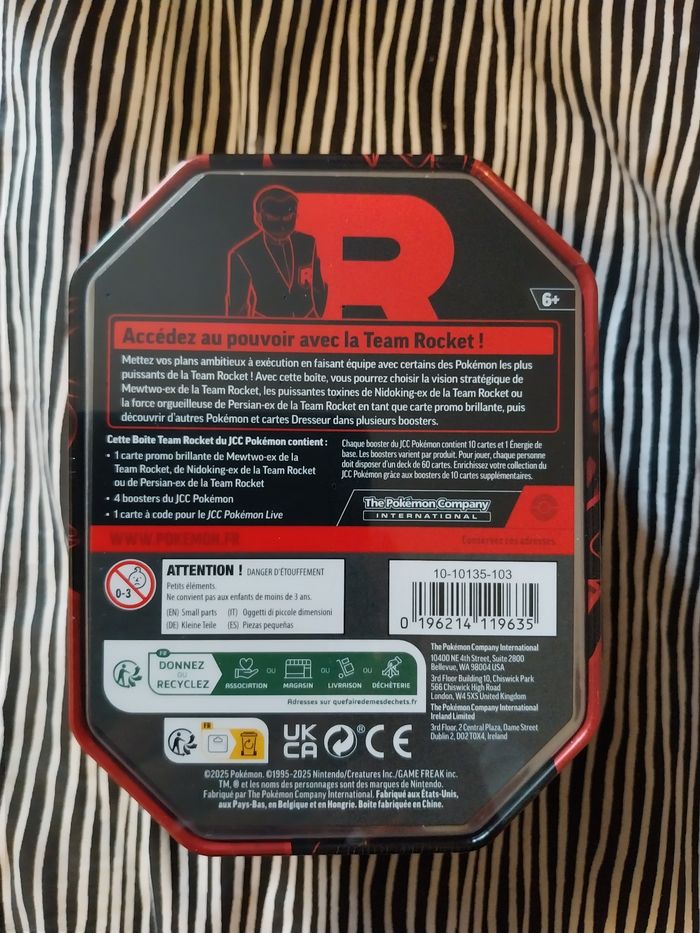 R
R
6+
Accédez au pouvoir avec la Team Rocket !
Mettez vos plans ambitieux à exécution en faisant équipe avec certains des Pokémon les plus
puissants de la Team Rocket ! Avec cette boîte, vous pourrez choisir la vision stratégique de
Mewtwo-ex de la Team Rocket, les puissantes toxines de Nidoking-ex de la Team Rocket ou
la force orgueilleuse de Persian-ex de la Team Rocket en tant que carte promo brillante, puis
découvrir d'autres Pokémon et cartes Dresseur dans plusieurs boosters.
Cette Boîte Team Rocket du JCC Pokémon contient :
• 1 carte promo brillante de Mewtwo-ex de la
Team Rocket, de Nidoking-ex de la Team Rocket
ou de Persian-ex de la Team Rocket
• 4 boosters du JCC Pokémon
• 1 carte à code pour le JCC Pokémon Live
Chaque booster du JCC Pokémon contient 10 cartes et 1 Énergie de
base. Les boosters varient par produit. Pour jouer, chaque personne
doit disposer d'un deck de 60 cartes. Enrichissez votre collection du
JCC Pokémon grâce aux boosters de 10 cartes supplémentaires.
The Pokémon Company
INTERNATIONAL
WWW.POKEMON.FR
Conservez ces adresses.
0-3
ATTENTION ! DANGER D'ÉTOUFFEMENT
Petits éléments.
Ne convient pas aux enfants de moins de 3 ans.
(EN) Small parts (IT) Oggetti di piccole dimensioni
(DE) Kleine Teile (ES) Piezas pequeñas
10-10135-103
0 196214 119635
FR
DONNEZ
OU
RECYCLEZ
ASSOCIATION
OU
MAGASIN
OU
LIVRAISON
OU
DÉCHÈTERIE
Adresses sur quefairedemesdechets.fr
The Pokémon Company International
10400 NE 4th Street, Suite 2800
Bellevue, WA 98004 USA
3rd Floor Building 10, Chiswick Park
566 Chiswick High Road
London, W4 5XS United Kingdom
The Pokémon Company International
Ireland Limited
3rd Floor, 2 Central Plaza, Dame Street
Dublin 2, D02 T0X4, Ireland
FR
UK
CA
®
CE
©2025 Pokémon. ©1995-2025 Nintendo/Creatures Inc./GAME FREAK inc.
TM, ® et les noms des personnages sont des marques de Nintendo.
Fabriqué par The Pokémon Company International. Fabriqué aux États-Unis,
aux Pays-Bas, en Belgique et en Hongrie. Boîte fabriquée en Chine.